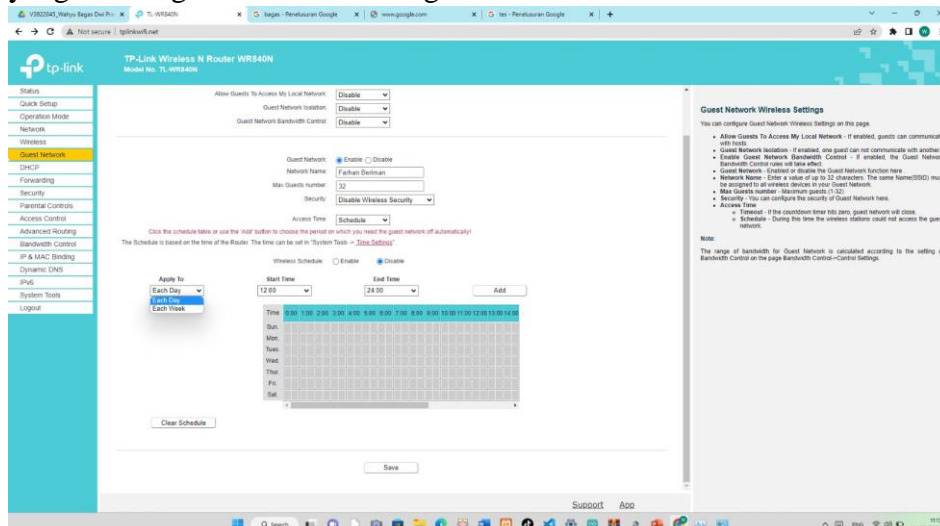 V3922045_Wahyu Bagas Dwi Pr
TL-WR840N
bagas - Penelusuran Google
www.google.com
tes - Penelusuran Google
Not secure
tplinkwifi.net
tp-link
TP-Link Wireless N Router WR840N
Model No. TL-WR840N
Status
Quick Setup
Operation Mode
Network
Wireless
Guest Network
DHCP
Forwarding
Security
Parental Controls
Access Control
Advanced Routing
Bandwidth Control
IP & MAC Binding
Dynamic DNS
IPv6
System Tools
Logout
Allow Guests To Access My Local Network: Disable
Guest Network Isolation: Disable
Guest Network Bandwidth Control: Disable
Guest Network: Enable Disable
Network Name: Farhan Beriman
Max Guests number: 32
Security: Disable Wireless Security
Access Time: Schedule
Click the schedule table or use the 'Add' button to choose the period on which you need the guest network off automatically!
The Schedule is based on the time of the Router. The time can be set in "System Tools -> Time Settings".
Wireless Schedule: Enable Disable
Apply To Start Time End Time
Each Day 12:00 24:00 Add
Each Day
Each Week
Time 0:00 1:00 2:00 3:00 4:00 5:00 6:00 7:00 8:00 9:00 10:00 11:00 12:00 13:00 14:00
Sun.
Mon.
Tues.
Wed.
Thur.
Fri.
Sat.
Clear Schedule
Save
Support App
Guest Network Wireless Settings
You can configure Guest Network Wireless Settings on this page.
Allow Guests To Access My Local Network - If enabled, guests can communicat
with hosts.
Guest Network Isolation - If enabled, one guest can not communicate with another
Enable Guest Network Bandwidth Control - If enabled, the Guest Networ
Bandwidth Control rules will take effect.
Guest Network - Enabled or disable the Guest Network function here.
Network Name - Enter a value of up to 32 characters. The same Name(SSID) mus
be assigned to all wireless devices in your Guest Network.
Max Guests number - Maximum guests (1-32)
Security - You can configure the security of Guest Network here.
Access Time
Timeout - If the countdown timer hits zero, guest network will close.
Schedule - During this time the wireless stations could not access the gues
network.
Note:
The range of bandwidth for Guest Network is calculated according to the setting
Bandwidth Control on the page Bandwidth Control->Control Settings.
Search